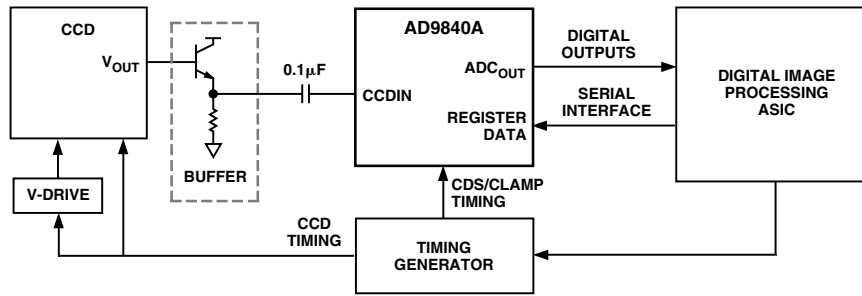 CCD
V_OUT
BUFFER
0.1µF
AD9840A
CCDIN
ADC_OUT
REGISTER
DATA
DIGITAL
OUTPUTS
SERIAL
INTERFACE
DIGITAL IMAGE
PROCESSING
ASIC
V-DRIVE
CCD
TIMING
CDS/CLAMP
TIMING
TIMING
GENERATOR